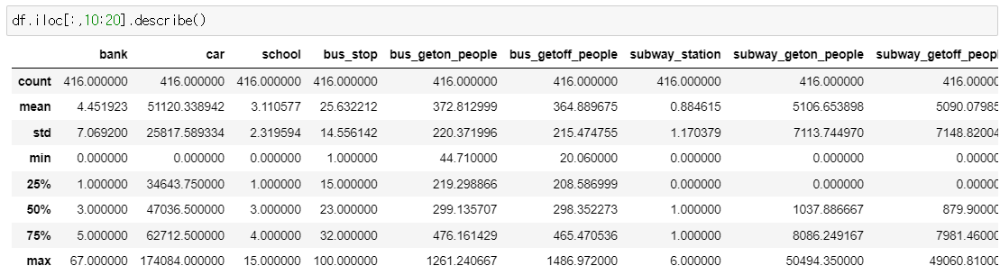 df.iloc[:,10:20].describe()
bank car school bus_stop bus_geton_people bus_getoff_people subway_station subway_geton_people subway_getoff_peopl
count 416.000000 416.000000 416.000000 416.000000 416.000000 416.000000 416.000000 416.000000 416.00000
mean 4.451923 51120.338942 3.110577 25.632212 372.812999 364.889675 0.884615 5106.653898 5090.07985
std 7.069200 25817.589334 2.319594 14.556142 220.371996 215.474755 1.170379 7113.744970 7148.82004
min 0.000000 0.000000 0.000000 1.000000 44.710000 20.060000 0.000000 0.000000 0.00000
25% 1.000000 34643.750000 1.000000 15.000000 219.298866 208.586999 0.000000 0.000000 0.00000
50% 3.000000 47036.500000 3.000000 23.000000 299.135707 298.352273 1.000000 1037.886667 879.90000
75% 5.000000 62712.500000 4.000000 32.000000 476.161429 465.470536 1.000000 8086.249167 7981.46000
max 67.000000 174084.000000 15.000000 100.000000 1261.240667 1486.972000 6.000000 50494.350000 49060.81000